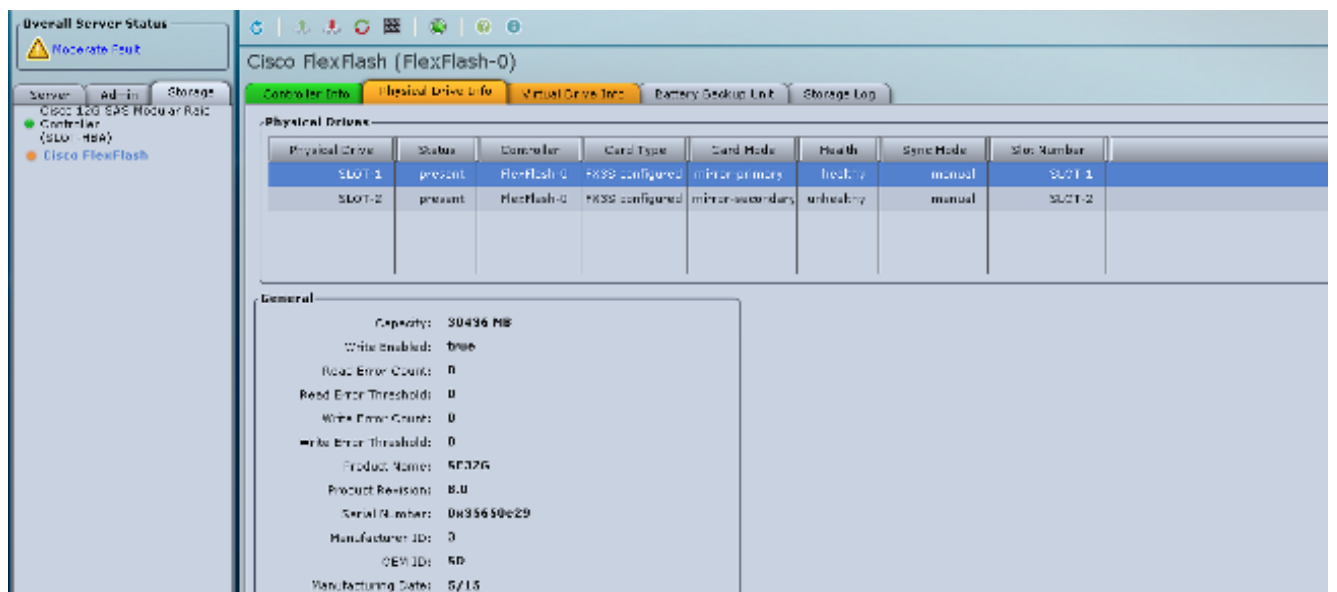 Overall Server Status
Moderate Fault
Cisco FlexFlash (FlexFlash-0)
Server Admin Storage
Controller Info Physical Drive Info Virtual Drive Info Battery Backup Unit Storage Log
Cisco 12G SAS Modular Raid
Controller
(SLOT-HBA)
Cisco FlexFlash
Physical Drives
Physical Drive Status Controller Card Type Card Mode Health Sync Mode Slot Number
SLOT-1 present FlexFlash-0 FX3S configured mirror-primary healthy manual SLOT-1
SLOT-2 present FlexFlash-0 FX3S configured mirror-secondary unhealthy manual SLOT-2
General
Capacity: 30436 MB
Write Enabled: true
Read Error Count: 0
Read Error Threshold: 0
Write Error Count: 0
Write Error Threshold: 0
Product Name:
Product Revision: 8.0
Serial Number:
Manufacturer ID: 3
OEM ID: SD
Manufacturing Date: 5/15